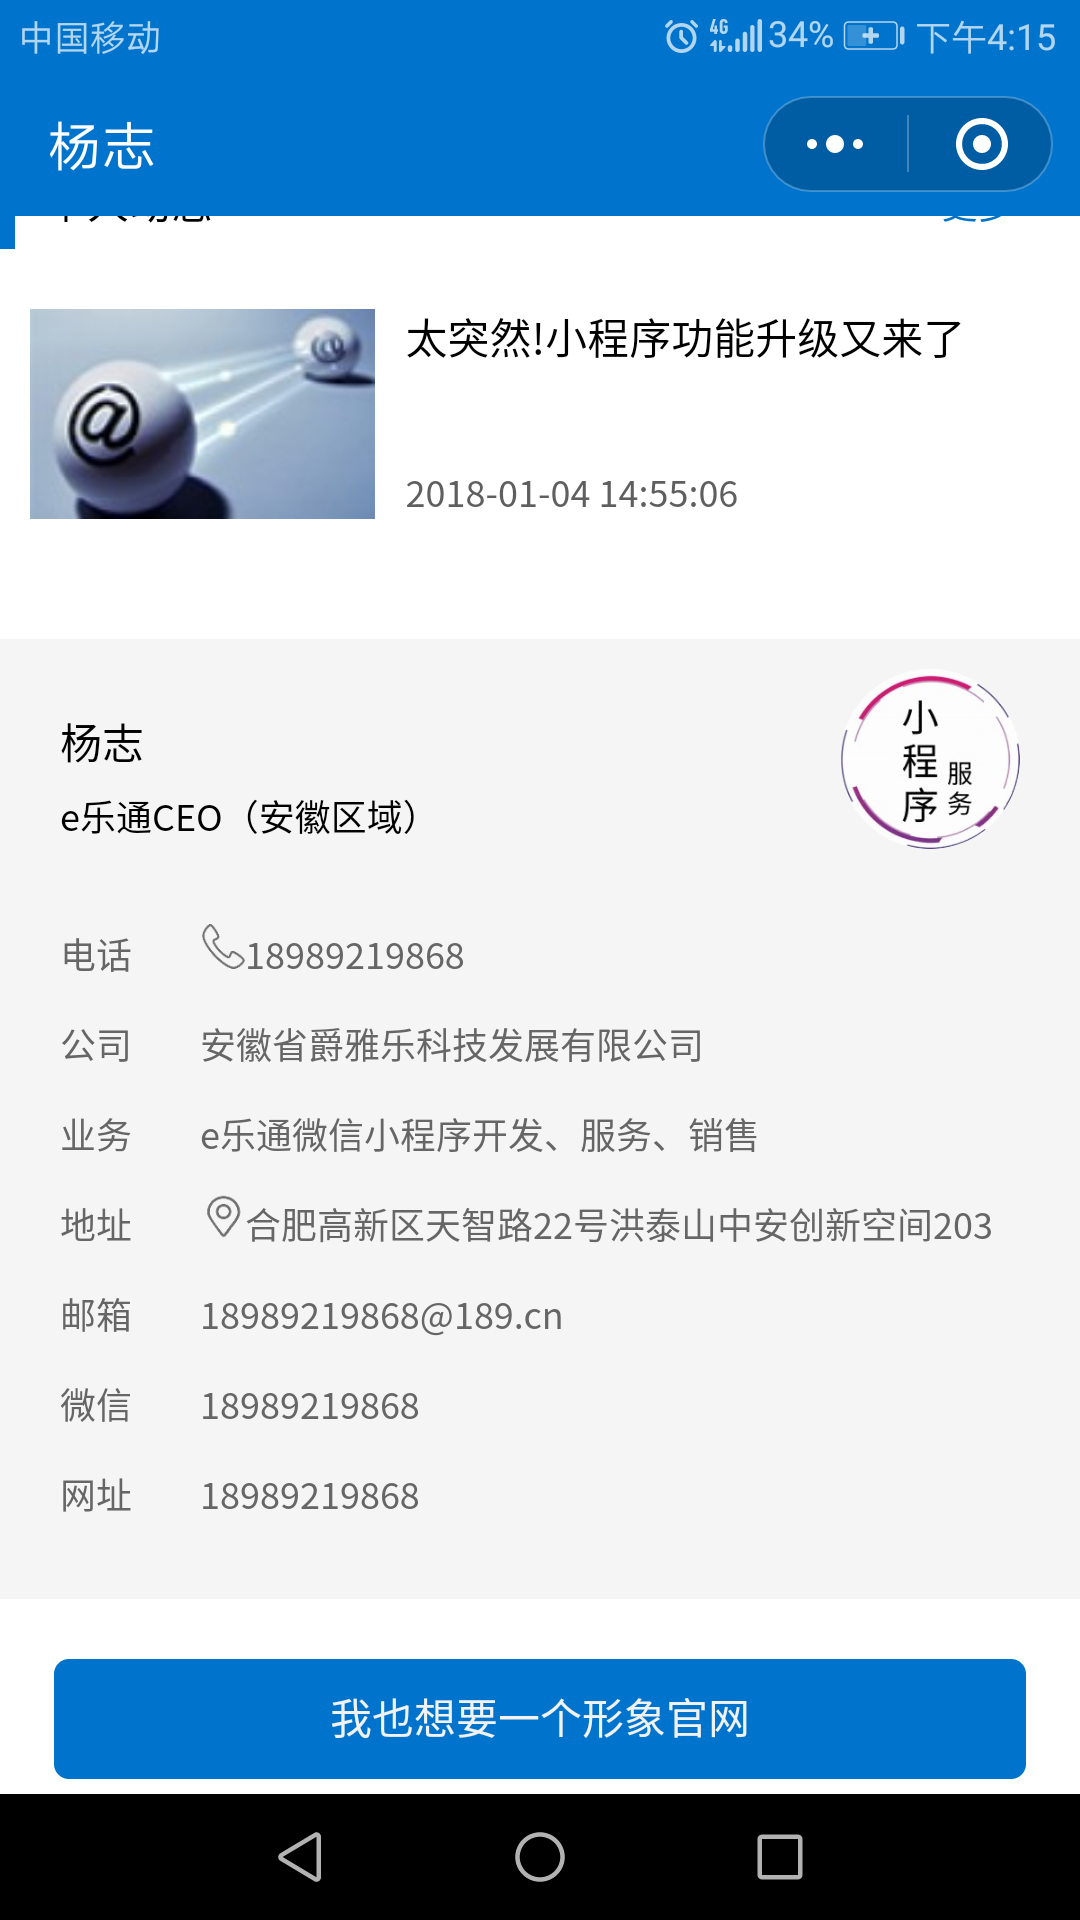 中国移动 4G 34% 下午4:15
杨志
个人动态 更多
太突然!小程序功能升级又来了
2018-01-04 14:55:06
杨志
e乐通CEO（安徽区域）
小程序 服务
电话 18989219868
公司 安徽省爵雅乐科技发展有限公司
业务 e乐通微信小程序开发、服务、销售
地址 合肥高新区天智路22号洪泰山中安创新空间203
邮箱 18989219868@189.cn
微信 18989219868
网址 18989219868
我也想要一个形象官网